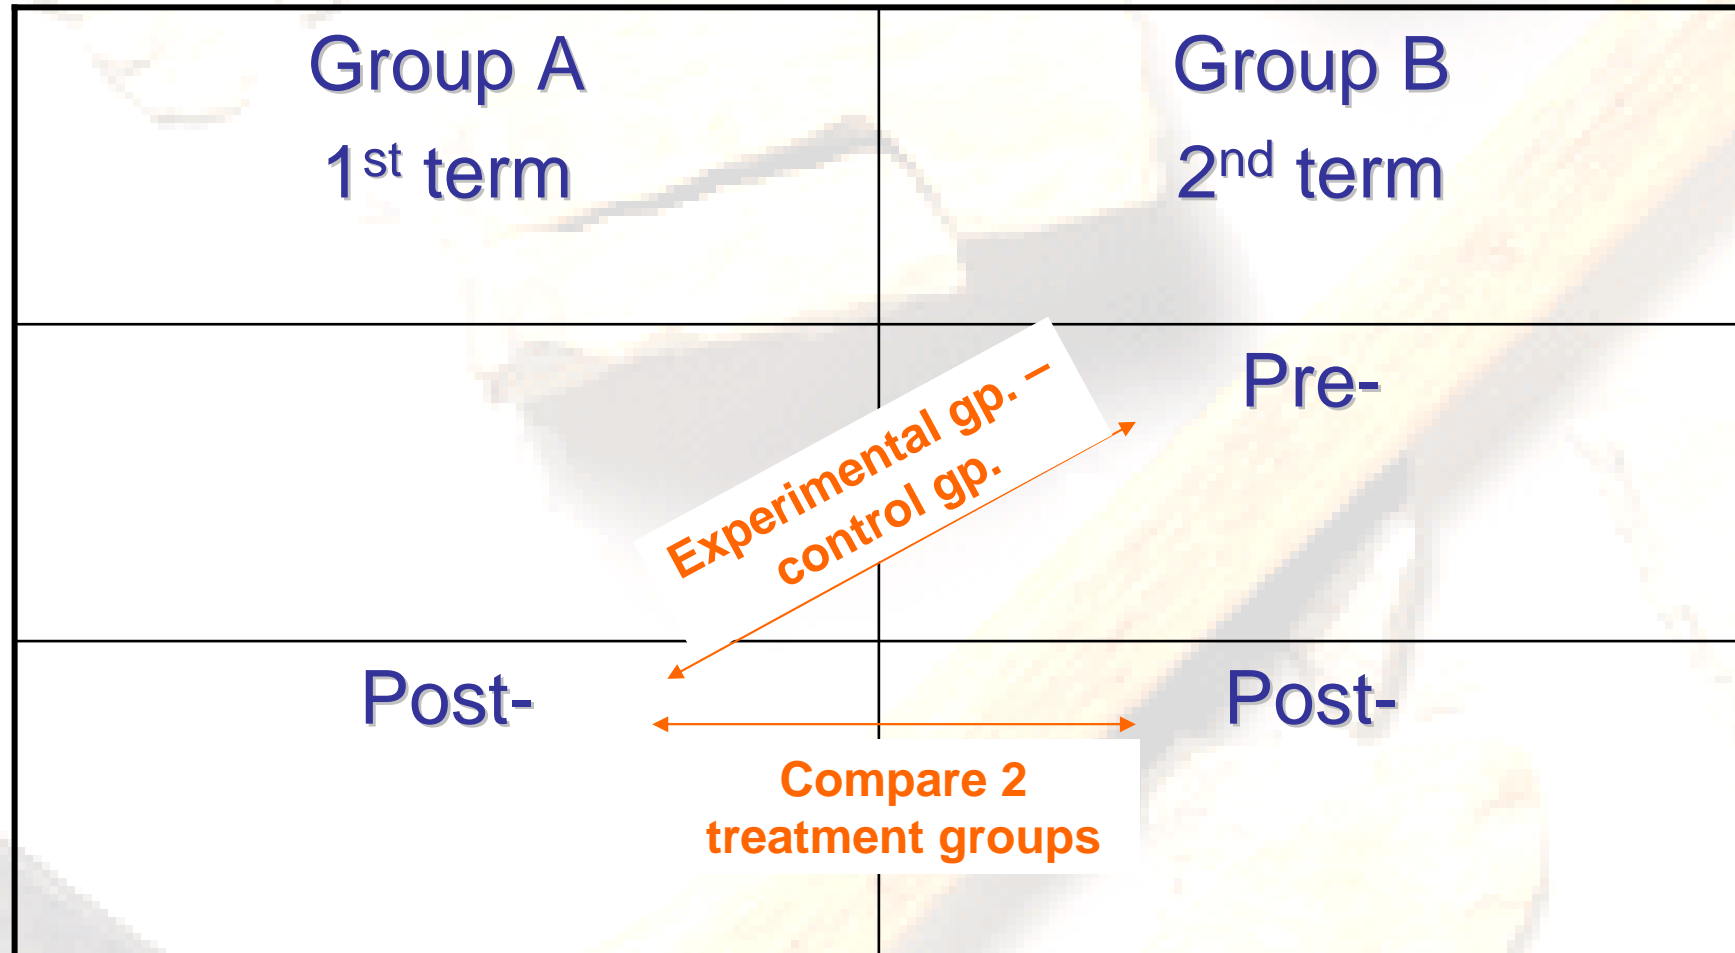 Group A
1st term
Group B
2nd term
Pre-
Experimental gp. –
control gp.
Post-
Post-
Compare 2
treatment groups